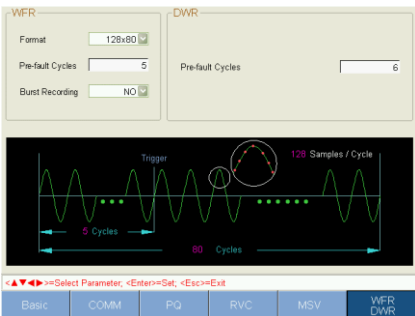 WFR
DWR
Format 128x80
Pre-fault Cycles 5
Pre-fault Cycles 6
Burst Recording NO
Trigger
128 Samples / Cycle
5 Cycles
80 Cycles
<▲▼◀▶>=Select Parameter; <Enter>=Set; <Esc>=Exit
Basic COMM PQ RVC MSV WFR DWR